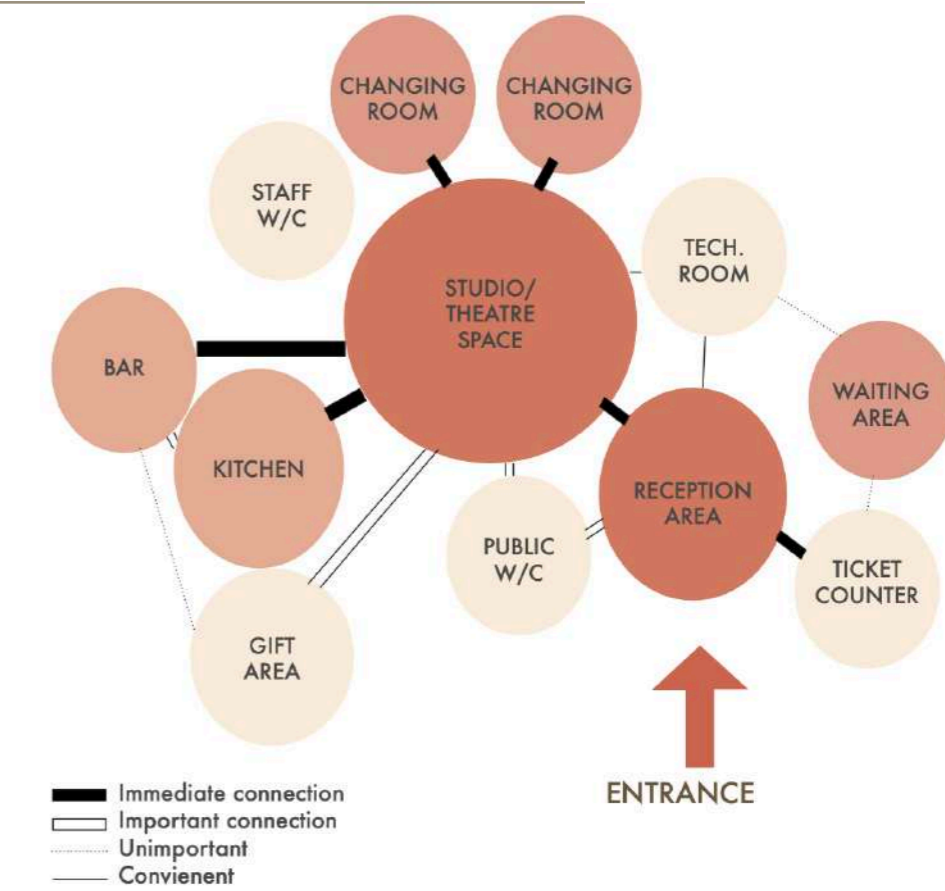 CHANGING
ROOM
CHANGING
ROOM
STAFF
W/C
TECH.
ROOM
STUDIO/
THEATRE
SPACE
BAR
WAITING
AREA
KITCHEN
RECEPTION
AREA
PUBLIC
W/C
TICKET
COUNTER
GIFT
AREA
ENTRANCE
Immediate connection
Important connection
Unimportant
Convienent